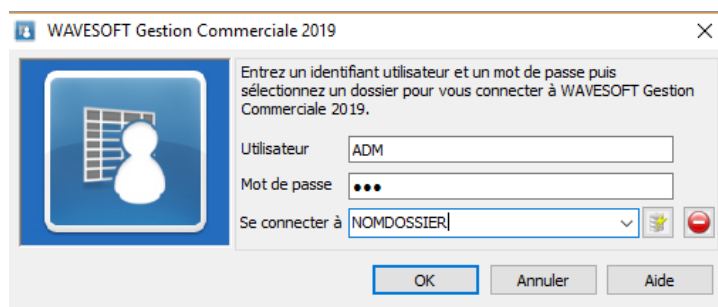 WAVESOFT Gestion Commerciale 2019
Entrez un identifiant utilisateur et un mot de passe puis
sélectionnez un dossier pour vous connecter à WAVESOFT Gestion
Commerciale 2019.
Utilisateur ADM
Mot de passe •••
Se connecter à NOMDOSSIER
OK Annuler Aide